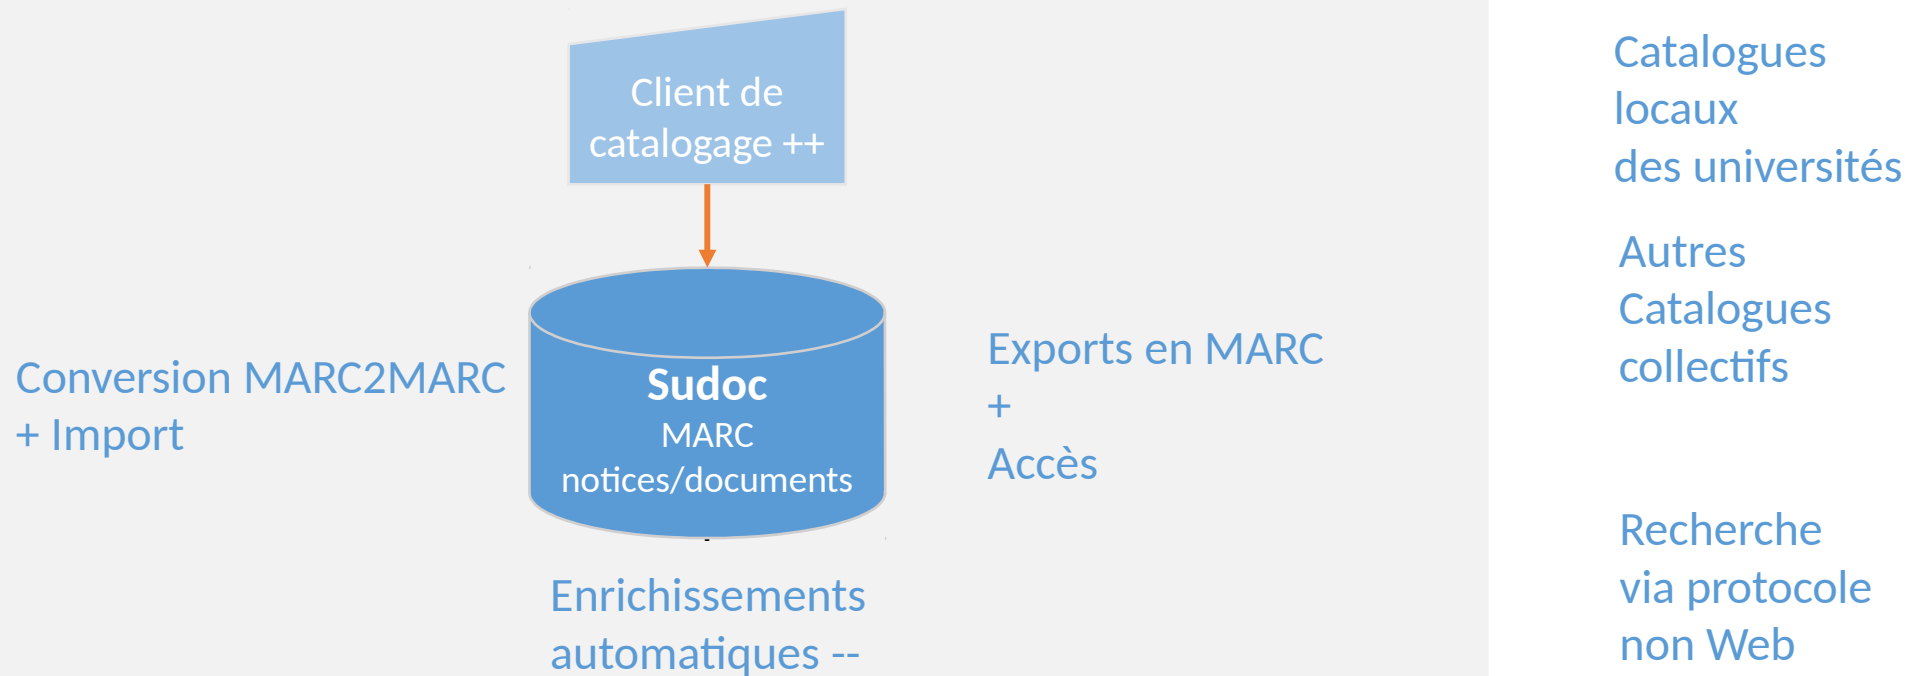 Client de
catalogage ++
Conversion MARC2MARC
+ Import
Sudoc
MARC
notices/documents
Enrichissements
automatiques --
Exports en MARC
+
Accès
Catalogues
locaux
des universités
Autres
Catalogues
collectifs
Recherche
via protocole
non Web